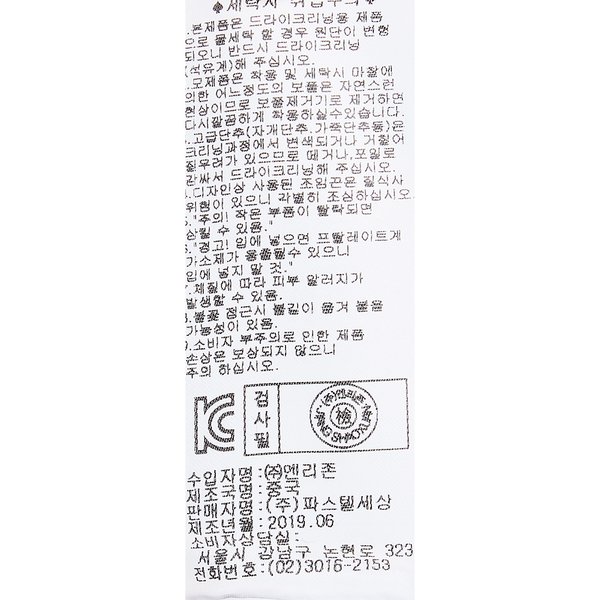 ♠세탁시 취급주의♠
.본제품은 드라이크리닝용 제품
으로 물세탁 할 경우 원단이 변형
되오니 반드시 드라이크리닝
(석유계)해 주십시오.
.모제품은 착용 및 세탁시 마찰에
의한 어느정도의 보풀은 자연스런
현상이므로 보풀제거기로 제거하면
다시깔끔하게 착용하실수있습니다.
.고급단추(자개단추.가죽단추등)은
크리닝과정에서 변색되거나 거칠어
질우려가 있으므로 떼거나,포일로
감싸서 드라이크리닝해 주십시오.
4.디자인상 사용된 조임끈은 질식사
위험이 있으니 각별히 조심하십시오.
5."주의! 작은 부품이 탈락되면
삼킬 수 있음."
6."경고! 입에 넣으면 프탈레이트계
가소제가 용출될수 있으니
입에 넣지 말 것."
7.체질에 따라 피부 알러지가
발생할 수 있음.
8.불꽃 접근시 불길이 옮겨 붙을
가능성이 있음.
9.소비자 부주의로 인한 제품
손상은 보상되지 않으니
주의 하십시오.
KC 검사필 (주)엔리존 檢
수입자명:㈜엔리존
제조국명:중국
판매자명:(주)파스텔세상
제조년월:2019.06
소비자상담실:
서울시 강남구 논현로 323
전화번호:(02)3016-2153